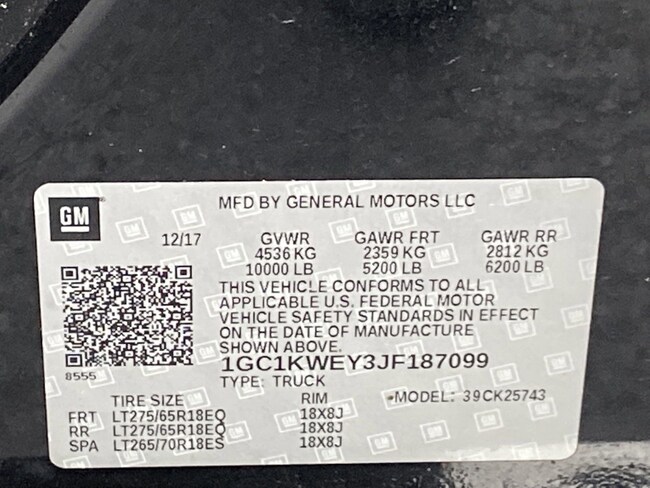 GM
MFD BY GENERAL MOTORS LLC
12/17 GVWR GAWR FRT GAWR RR
4536 KG 2359 KG 2812 KG
10000 LB 5200 LB 6200 LB
THIS VEHICLE CONFORMS TO ALL
APPLICABLE U.S. FEDERAL MOTOR
VEHICLE SAFETY STANDARDS IN EFFECT
ON THE DATE OF MANUFACTURE
SHOWN ABOVE.
1GC1KWEY3JF187099
8555
TYPE: TRUCK
TIRE SIZE RIM *MODEL: 39CK25743
FRT LT275/65R18EQ 18X8J
RR LT275/65R18EQ 18X8J
SPA LT265/70R18ES 18X8J